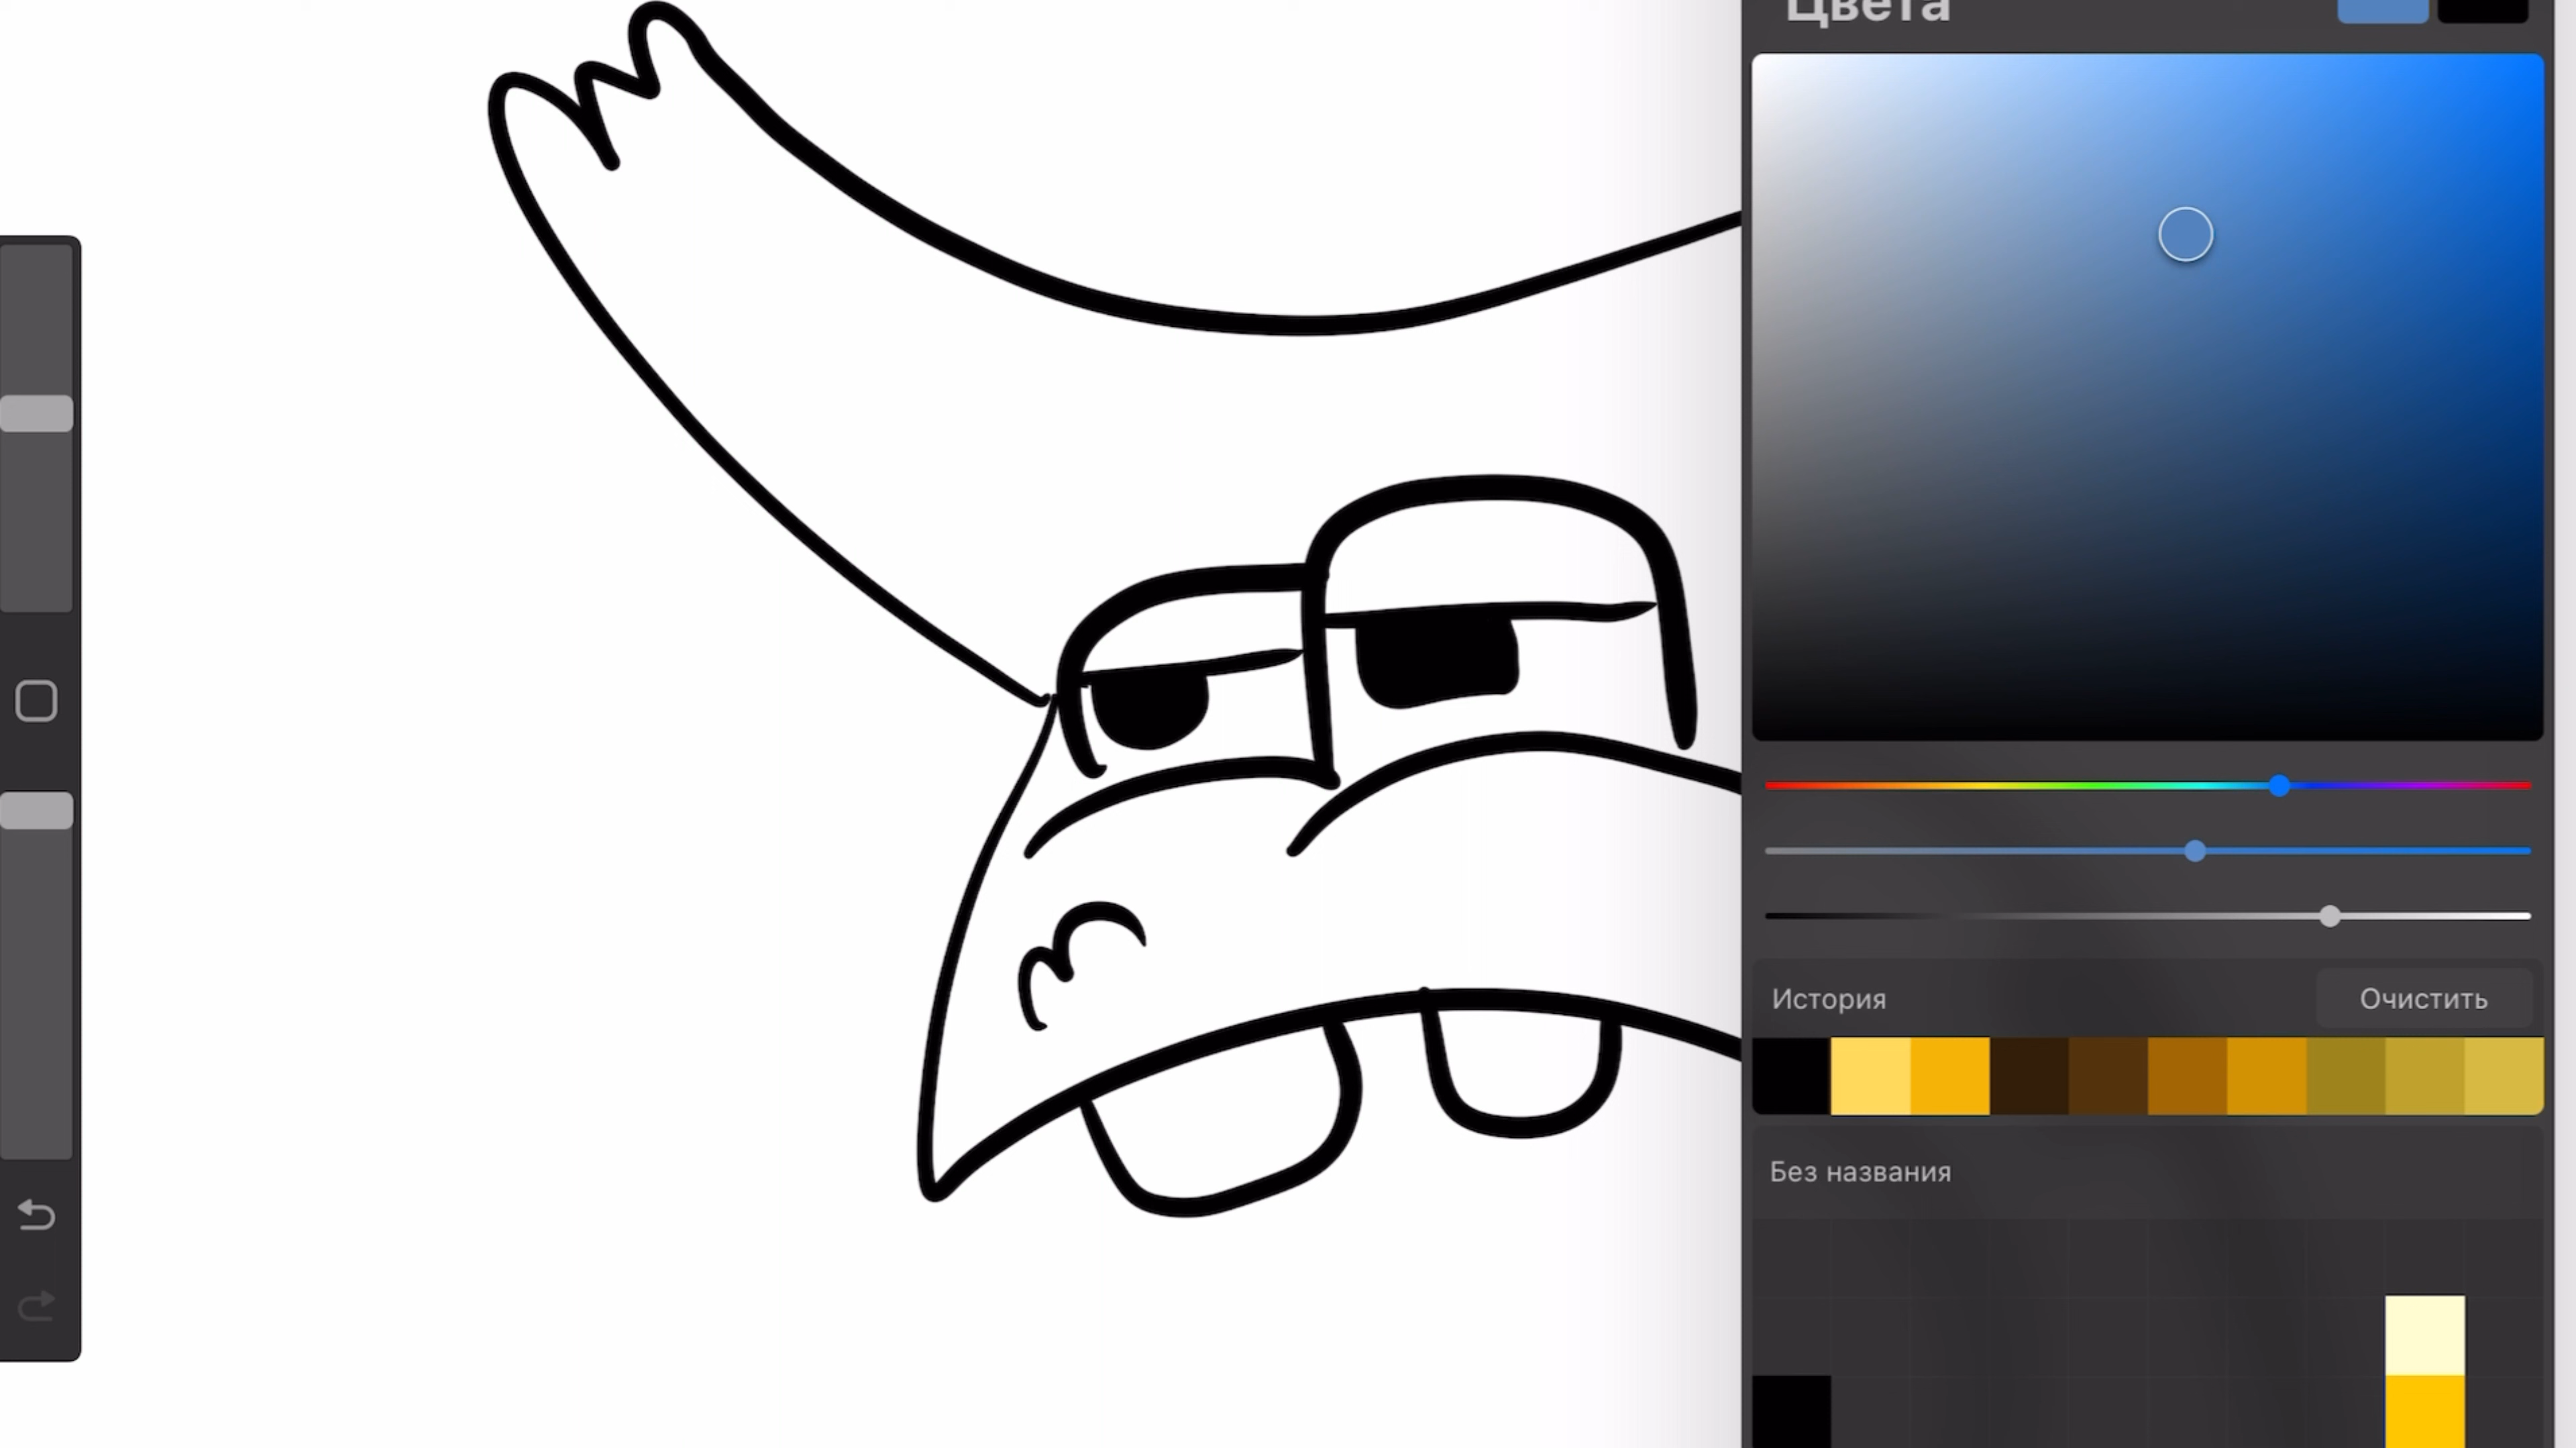 Цвета
История
Очистить
Без названия